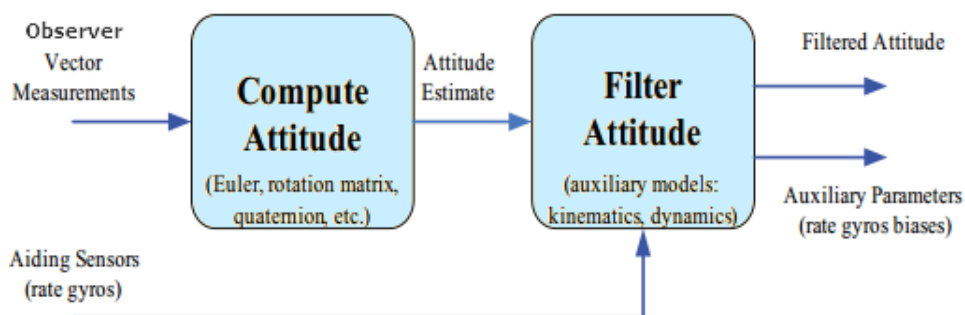 Observer
Vector
Measurements
Compute
Attitude
(Euler, rotation matrix,
quaternion, etc.)
Attitude
Estimate
Filter
Attitude
(auxiliary models:
kinematics, dynamics)
Filtered Attitude
Auxiliary Parameters
(rate gyros biases)
Aiding Sensors
(rate gyros)